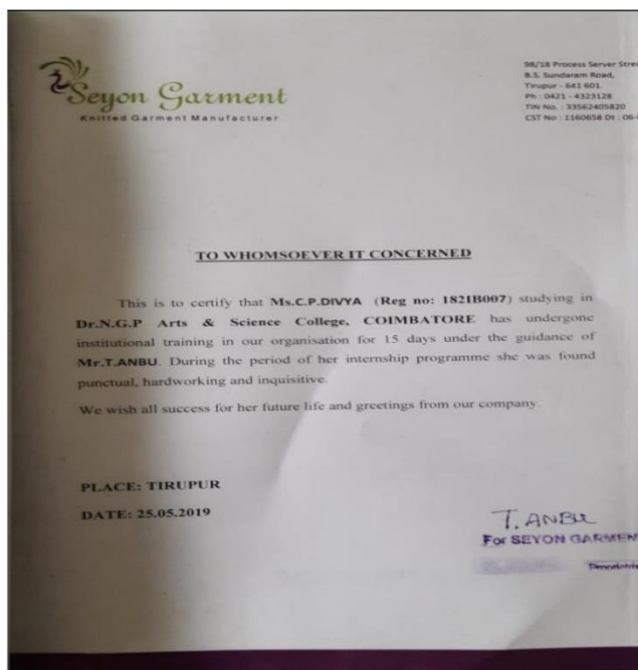 Seyon Garment
Knitted Garment Manufacturer
98/18 Process Server Stre
B.S. Sundaram Road,
Tirupur - 641 601.
Ph : 0421 - 4323128
TIN No. : 33562405820
CST No : 1160658 Dt : 06-
TO WHOMSOEVER IT CONCERNED
This is to certify that Ms.C.P.DIVYA (Reg no: 182IB007) studying in
Dr.N.G.P Arts & Science College, COIMBATORE has undergone
institutional training in our organisation for 15 days under the guidance of
Mr.T.ANBU. During the period of her internship programme she was found
punctual, hardworking and inquisitive.
We wish all success for her future life and greetings from our company.
PLACE: TIRUPUR
DATE: 25.05.2019
T. ANBU
For SEYON GARMEN